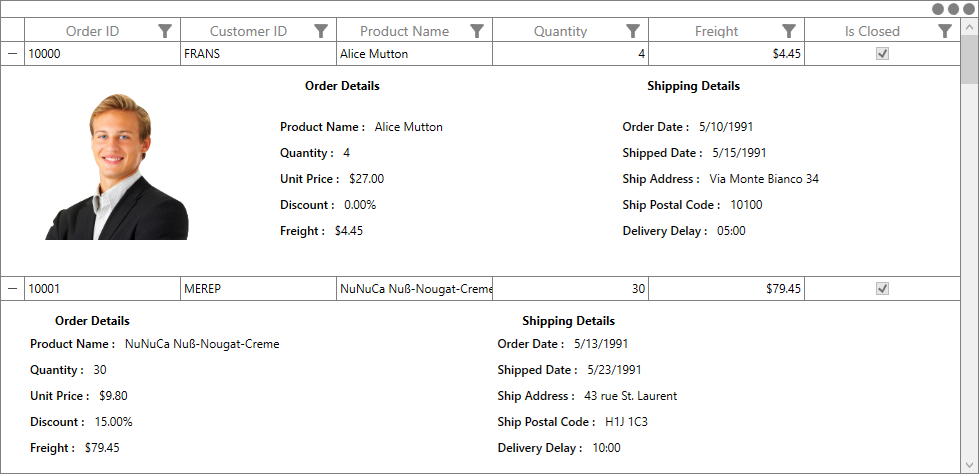 Order ID Customer ID Product Name Quantity Freight Is Closed
10000 FRANS Alice Mutton 4 $4.45
Order Details Shipping Details
Product Name : Alice Mutton Order Date : 5/10/1991
Quantity : 4 Shipped Date : 5/15/1991
Unit Price : $27.00 Ship Address : Via Monte Bianco 34
Discount : 0.00% Ship Postal Code : 10100
Freight : $4.45 Delivery Delay : 05:00
10001 MEREP NuNuCa Nuß-Nougat-Creme 30 $79.45
Order Details Shipping Details
Product Name : NuNuCa Nuß-Nougat-Creme Order Date : 5/13/1991
Quantity : 30 Shipped Date : 5/23/1991
Unit Price : $9.80 Ship Address : 43 rue St. Laurent
Discount : 15.00% Ship Postal Code : H1J 1C3
Freight : $79.45 Delivery Delay : 10:00